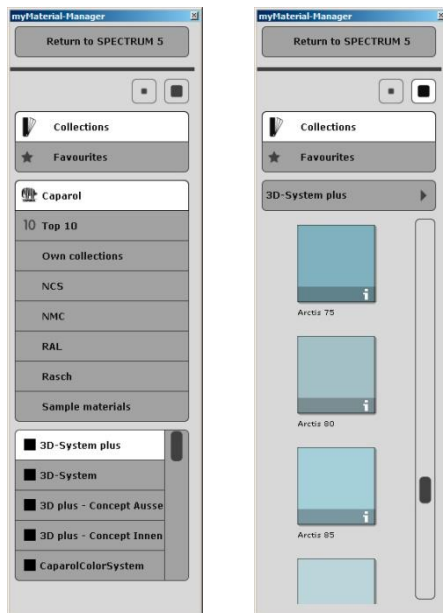 myMaterial-Manager
Return to SPECTRUM 5
Collections
Favourites
Caparol
10 Top 10
Own collections
NCS
NMC
RAL
Rasch
Sample materials
3D-System plus
3D-System
3D plus - Concept Ausse
3D plus - Concept Innen
CaparolColorSystem
myMaterial-Manager
Return to SPECTRUM 5
Collections
Favourites
3D-System plus
i
Arctis 75
i
Arctis 80
i
Arctis 85